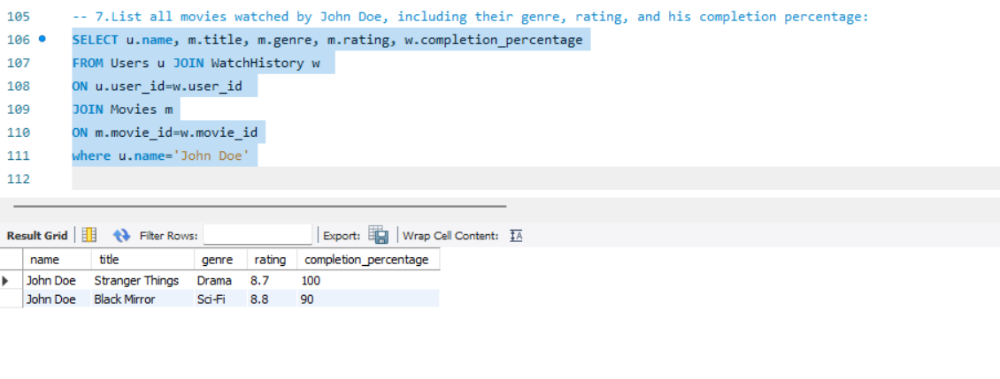 105 -- 7.List all movies watched by John Doe, including their genre, rating, and his completion percentage:
106 SELECT u.name, m.title, m.genre, m.rating, w.completion_percentage
107 FROM Users u JOIN WatchHistory w
108 ON u.user_id=w.user_id
109 JOIN Movies m
110 ON m.movie_id=w.movie_id
111 where u.name='John Doe'
112
Result Grid Filter Rows: Export: Wrap Cell Content: IA
name title genre rating completion_percentage
John Doe Stranger Things Drama 8.7 100
John Doe Black Mirror Sci-Fi 8.8 90